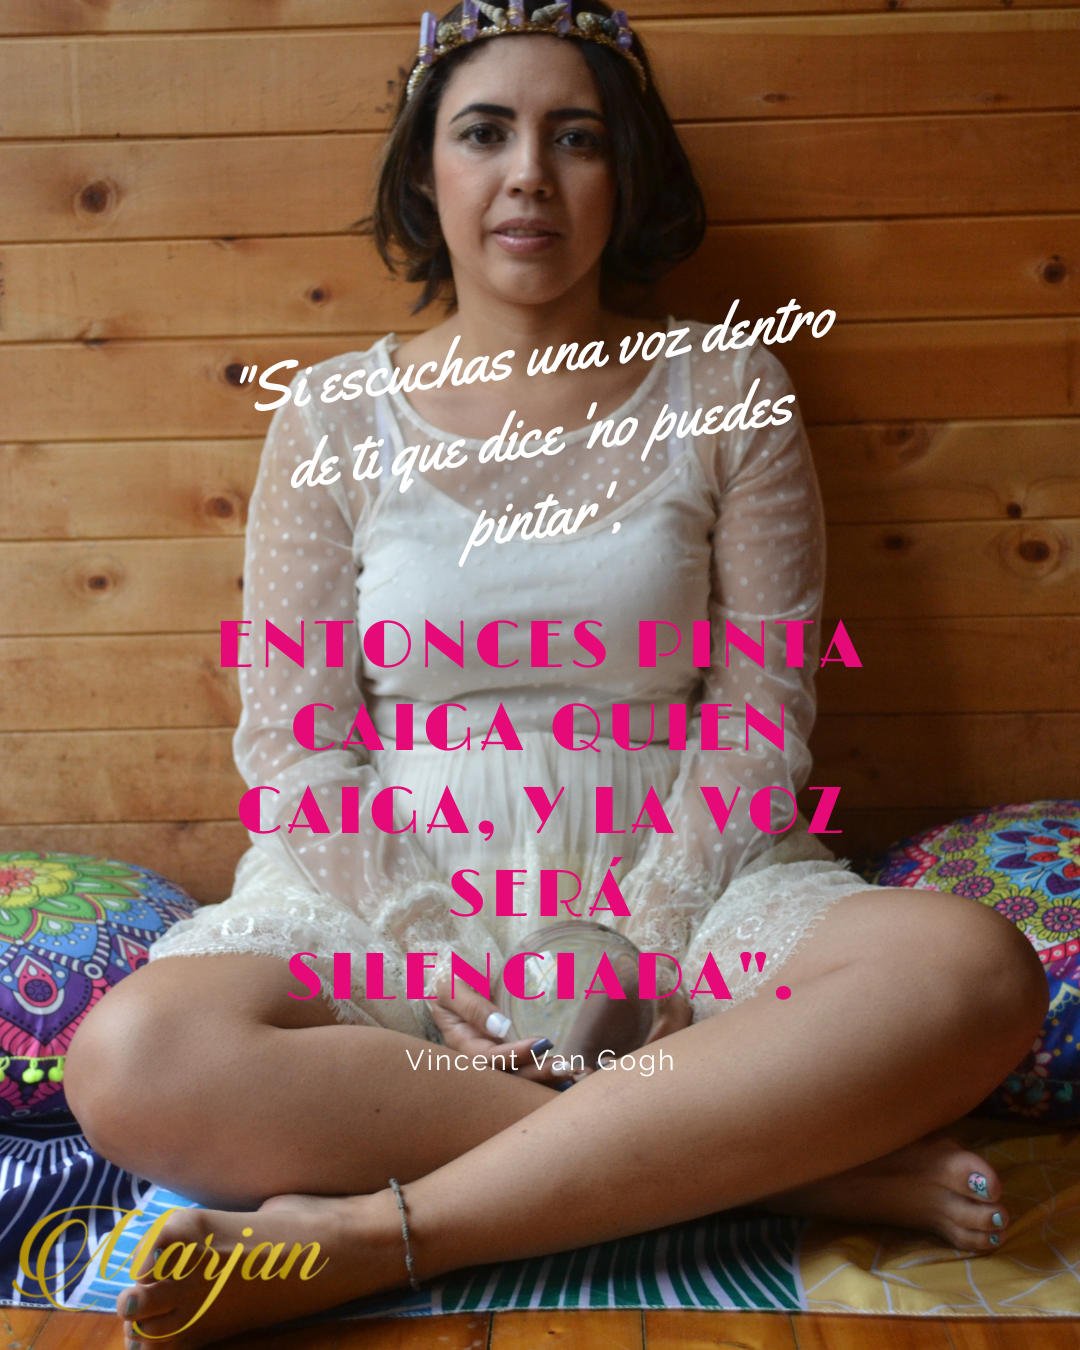 "Si escuchas una voz dentro
de ti que dice 'no puedes
pintar',
ENTONCES PINTA
CAIGA QUIEN
CAIGA, Y LA VOZ
SERÁ
SILENCIADA".
Vincent Van Gogh
Marjan